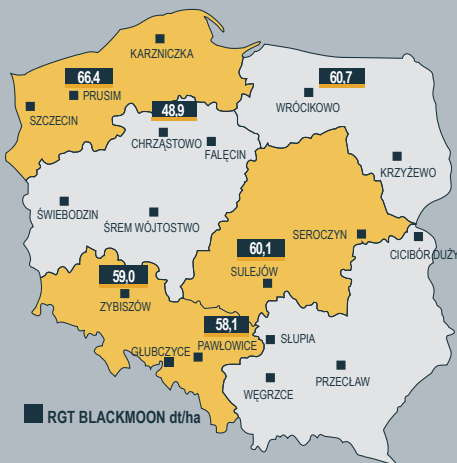 KARZNICZKA
66,4
PRUSIM
SZCZECIN
60,7
WRÓCIKOWO
48,9
CHRZĄSTOWO
FALĘCIN
KRZYŻEWO
ŚWIEBODZIN
ŚREM WÓJTOSTWO
SEROCZYN
CICIBÓR DUŻY
60,1
SULEJÓW
59,0
ZYBISZÓW
58,1
PAWŁOWICE
GŁUBCZYCE
SŁUPIA
WĘGRZCE
PRZECŁAW
RGT BLACKMOON dt/ha